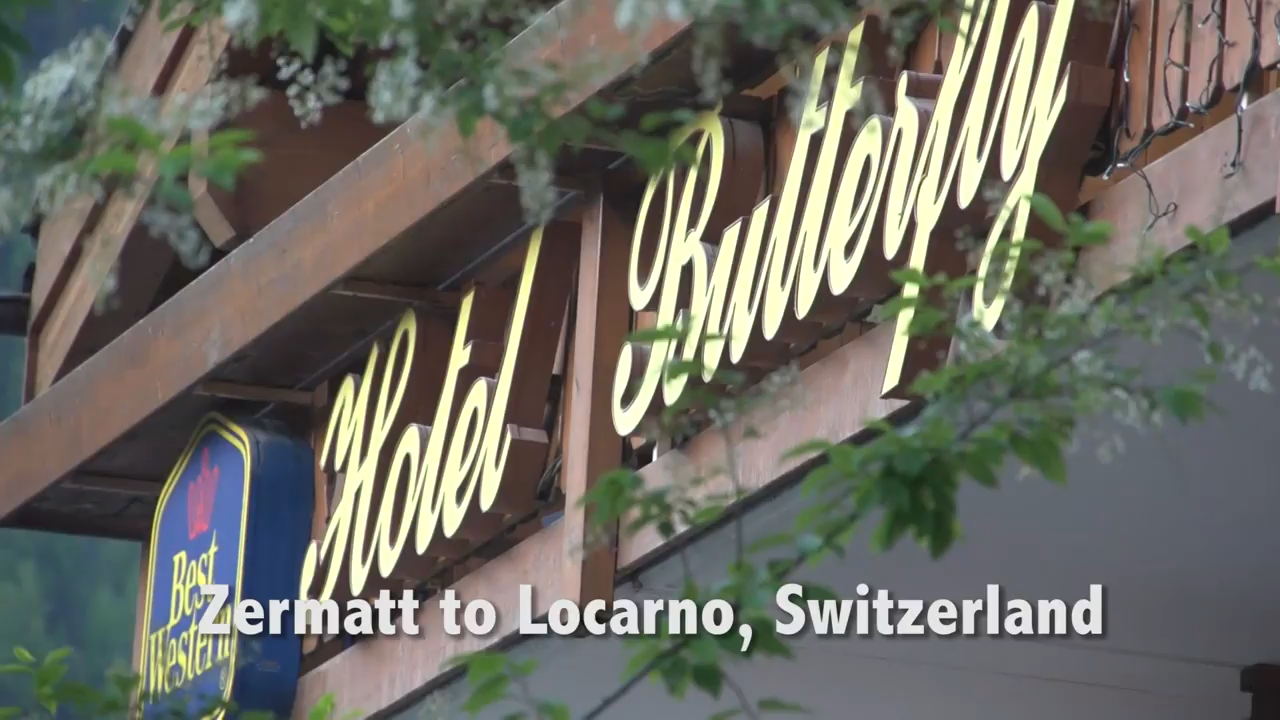 Hotel Butterfly
Best
Western
®
Zermatt to Locarno, Switzerland